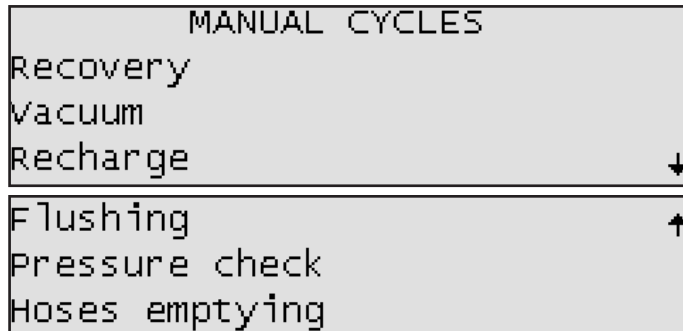 MANUAL CYCLES
Recovery
Vacuum
Recharge ↓
Flushing ↑
Pressure check
Hoses emptying